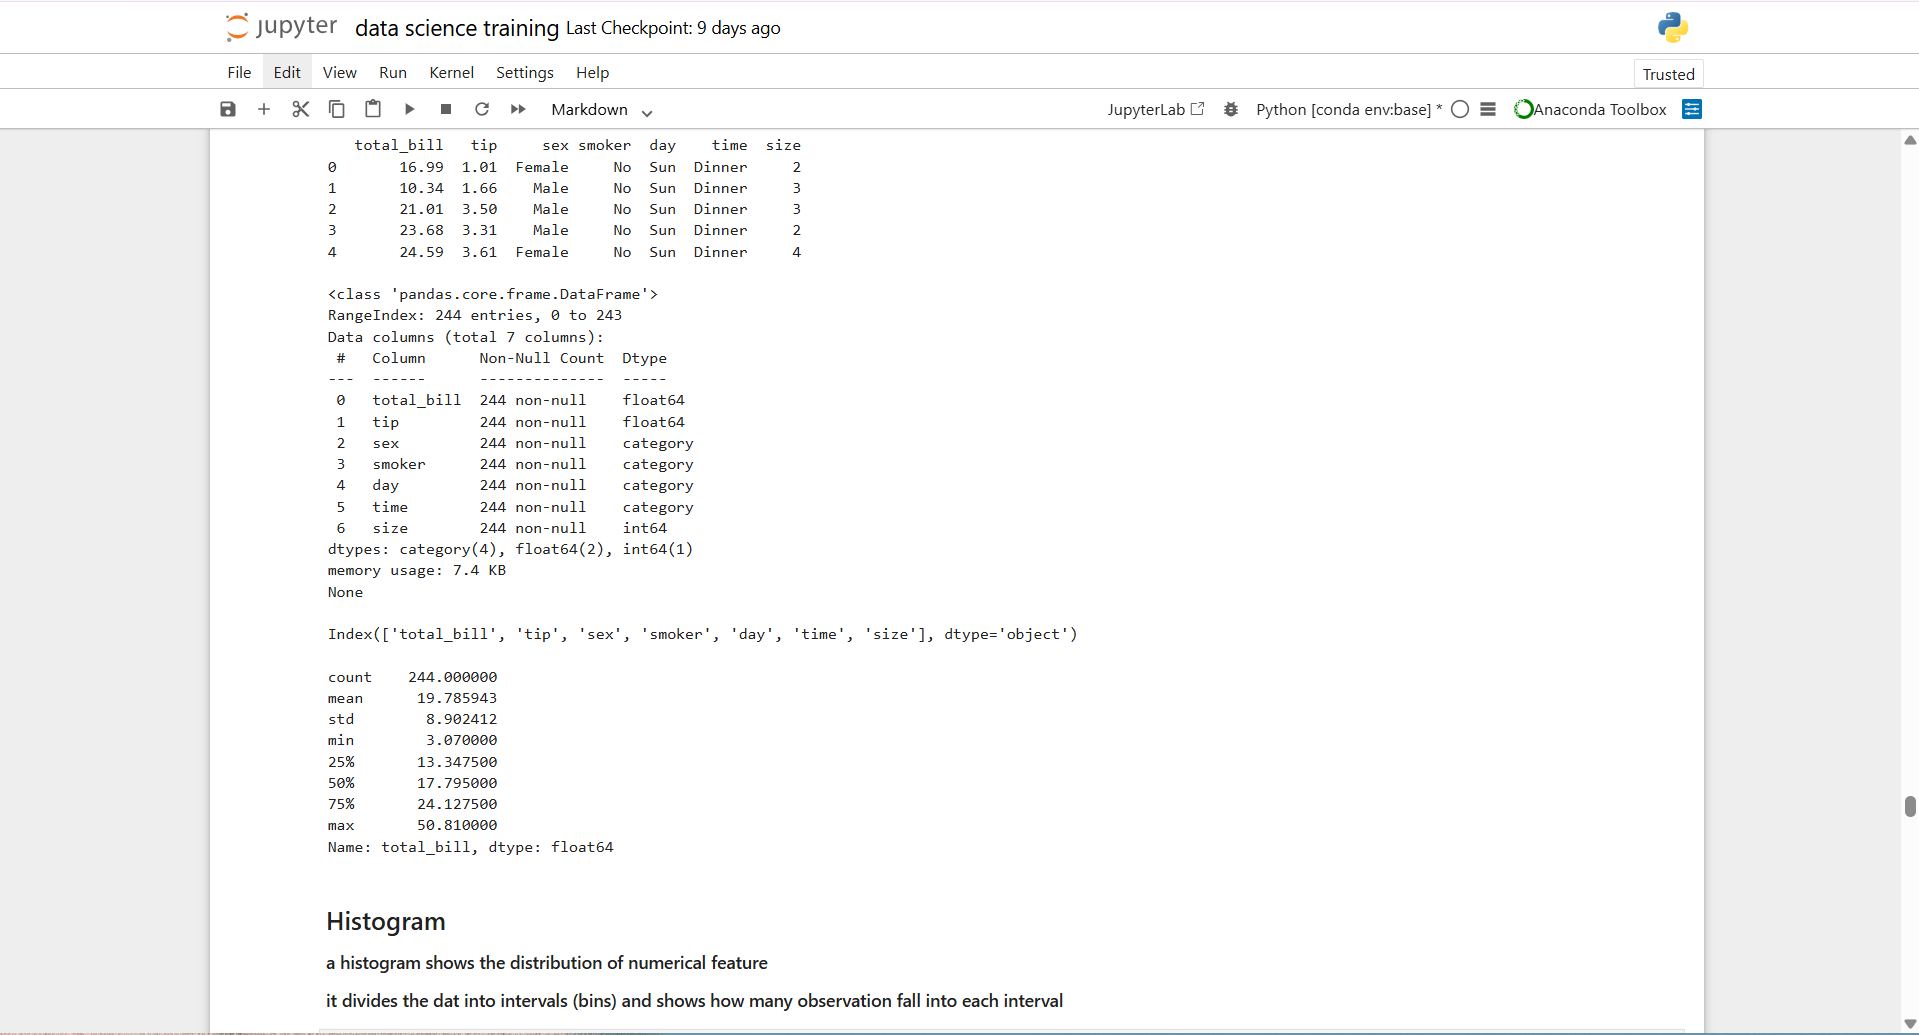 jupyter data science training Last Checkpoint: 9 days ago
File Edit View Run Kernel Settings Help Trusted
Markdown JupyterLab Python [conda env:base] * Anaconda Toolbox
total_bill tip sex smoker day time size
0 16.99 1.01 Female No Sun Dinner 2
1 10.34 1.66 Male No Sun Dinner 3
2 21.01 3.50 Male No Sun Dinner 3
3 23.68 3.31 Male No Sun Dinner 2
4 24.59 3.61 Female No Sun Dinner 4
<class 'pandas.core.frame.DataFrame'>
RangeIndex: 244 entries, 0 to 243
Data columns (total 7 columns):
# Column Non-Null Count Dtype
--- ------ -------------- -----
0 total_bill 244 non-null float64
1 tip 244 non-null float64
2 sex 244 non-null category
3 smoker 244 non-null category
4 day 244 non-null category
5 time 244 non-null category
6 size 244 non-null int64
dtypes: category(4), float64(2), int64(1)
memory usage: 7.4 KB
None
Index(['total_bill', 'tip', 'sex', 'smoker', 'day', 'time', 'size'], dtype='object')
count 244.000000
mean 19.785943
std 8.902412
min 3.070000
25% 13.347500
50% 17.795000
75% 24.127500
max 50.810000
Name: total_bill, dtype: float64
Histogram
a histogram shows the distribution of numerical feature
it divides the dat into intervals (bins) and shows how many observation fall into each interval